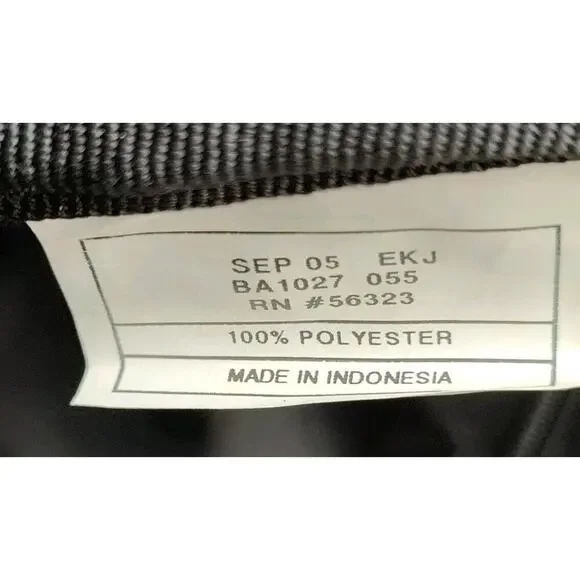 SEP 05 EKJ
BA1027 055
RN #56323
100% POLYESTER
MADE IN INDONESIA